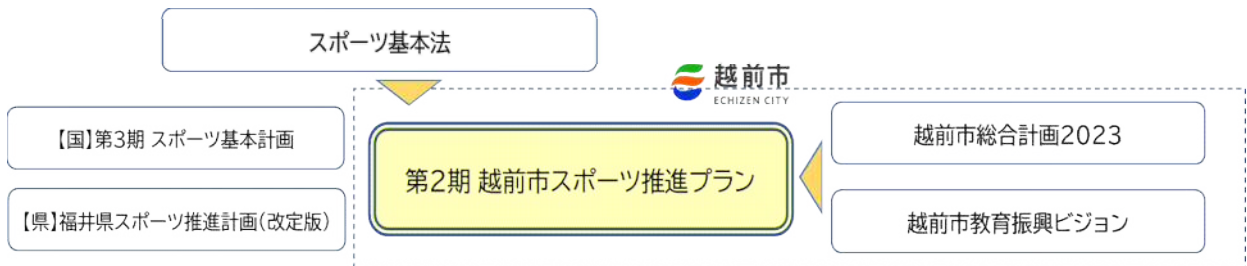 スポーツ基本法
越前市
ECHIZEN CITY
【国】第3期 スポーツ基本計画
【県】福井県スポーツ推進計画(改定版)
第2期 越前市スポーツ推進プラン
越前市総合計画2023
越前市教育振興ビジョン